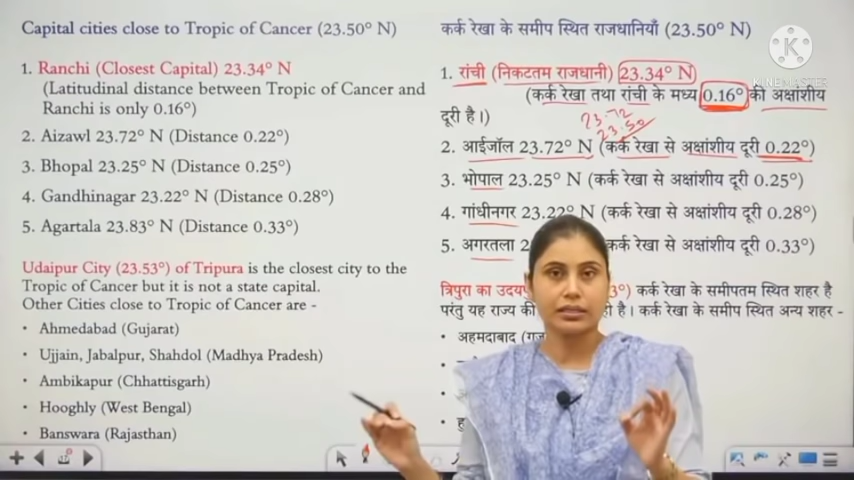 Capital cities close to Tropic of Cancer (23.50° N)
1. Ranchi (Closest Capital) 23.34° N
(Latitudinal distance between Tropic of Cancer and
Ranchi is only 0.16°)
2. Aizawl 23.72° N (Distance 0.22°)
3. Bhopal 23.25° N (Distance 0.25°)
4. Gandhinagar 23.22° N (Distance 0.28°)
5. Agartala 23.83° N (Distance 0.33°)
Udaipur City (23.53°) of Tripura is the closest city to the
Tropic of Cancer but it is not a state capital.
Other Cities close to Tropic of Cancer are -
• Ahmedabad (Gujarat)
• Ujjain, Jabalpur, Shahdol (Madhya Pradesh)
• Ambikapur (Chhattisgarh)
• Hooghly (West Bengal)
• Banswara (Rajasthan)
कर्क रेखा के समीप स्थित राजधानियाँ (23.50° N)
1. रांची (निकटतम राजधानी) 23.34° N
(कर्क रेखा तथा रांची के मध्य 0.16° की अक्षांशीय
दूरी है।)
23.72
23.50
2. आईजॉल 23.72° N (कर्क रेखा से अक्षांशीय दूरी 0.22°)
3. भोपाल 23.25° N (कर्क रेखा से अक्षांशीय दूरी 0.25°)
4. गांधीनगर 23.22° N (कर्क रेखा से अक्षांशीय दूरी 0.28°)
5. अगरतला कर्क रेखा से अक्षांशीय दूरी 0.33°)
त्रिपुरा का 3°) कर्क रेखा के समीपतम स्थित शहर है
परंतु यह राज्य की है। कर्क रेखा के समीप स्थित अन्य शहर -
• अहमदाबाद
KINEMASTER